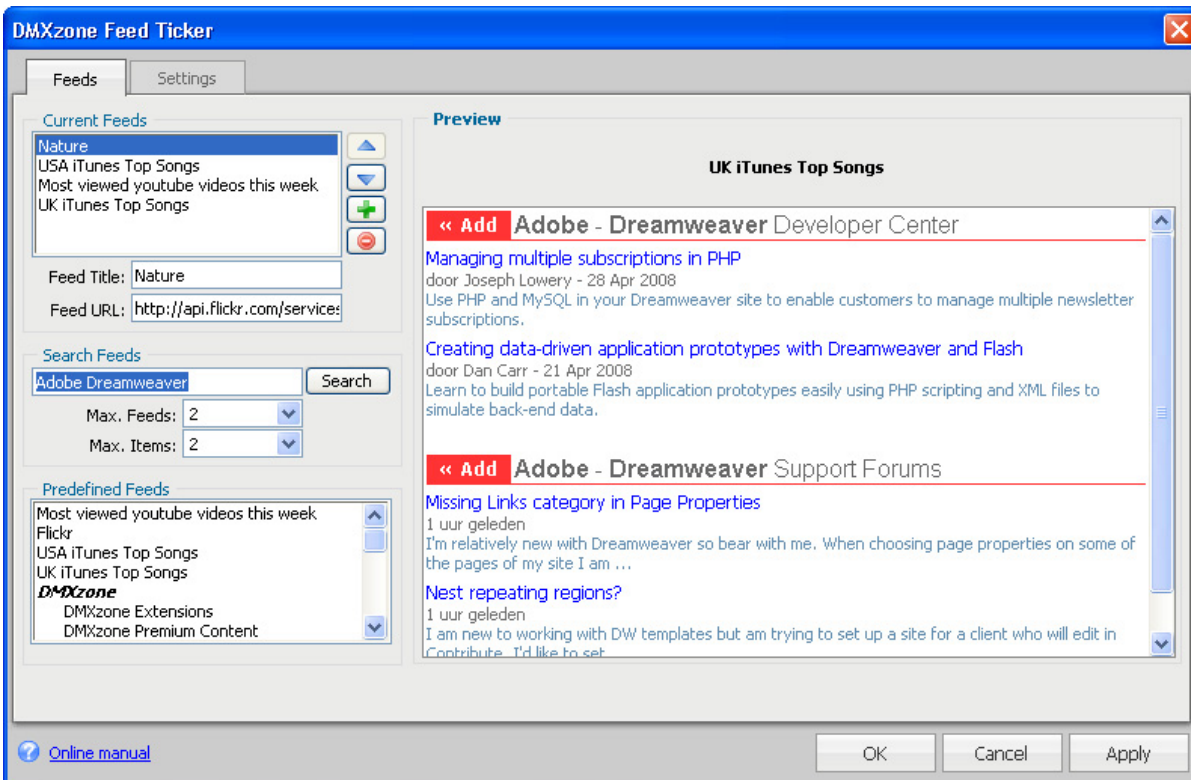 DMXzone Feed Ticker
Feeds
Settings
Current Feeds
Nature
USA iTunes Top Songs
Most viewed youtube videos this week
UK iTunes Top Songs
Feed Title: Nature
Feed URL: http://api.flickr.com/services
Search Feeds
Adobe Dreamweaver
Search
Max. Feeds: 2
Max. Items: 2
Predefined Feeds
Most viewed youtube videos this week
Flickr
USA iTunes Top Songs
UK iTunes Top Songs
DMXzone
DMXzone Extensions
DMXzone Premium Content
Preview
UK iTunes Top Songs
« Add Adobe - Dreamweaver Developer Center
Managing multiple subscriptions in PHP
door Joseph Lowery - 28 Apr 2008
Use PHP and MySQL in your Dreamweaver site to enable customers to manage multiple newsletter
subscriptions.
Creating data-driven application prototypes with Dreamweaver and Flash
door Dan Carr - 21 Apr 2008
Learn to build portable Flash application prototypes easily using PHP scripting and XML files to
simulate back-end data.
« Add Adobe - Dreamweaver Support Forums
Missing Links category in Page Properties
1 uur geleden
I'm relatively new with Dreamweaver so bear with me. When choosing page properties on some of
the pages of my site I am ...
Nest repeating regions?
1 uur geleden
I am new to working with DW templates but am trying to set up a site for a client who will edit in
Contribute. I'd like to set
Online manual
OK
Cancel
Apply